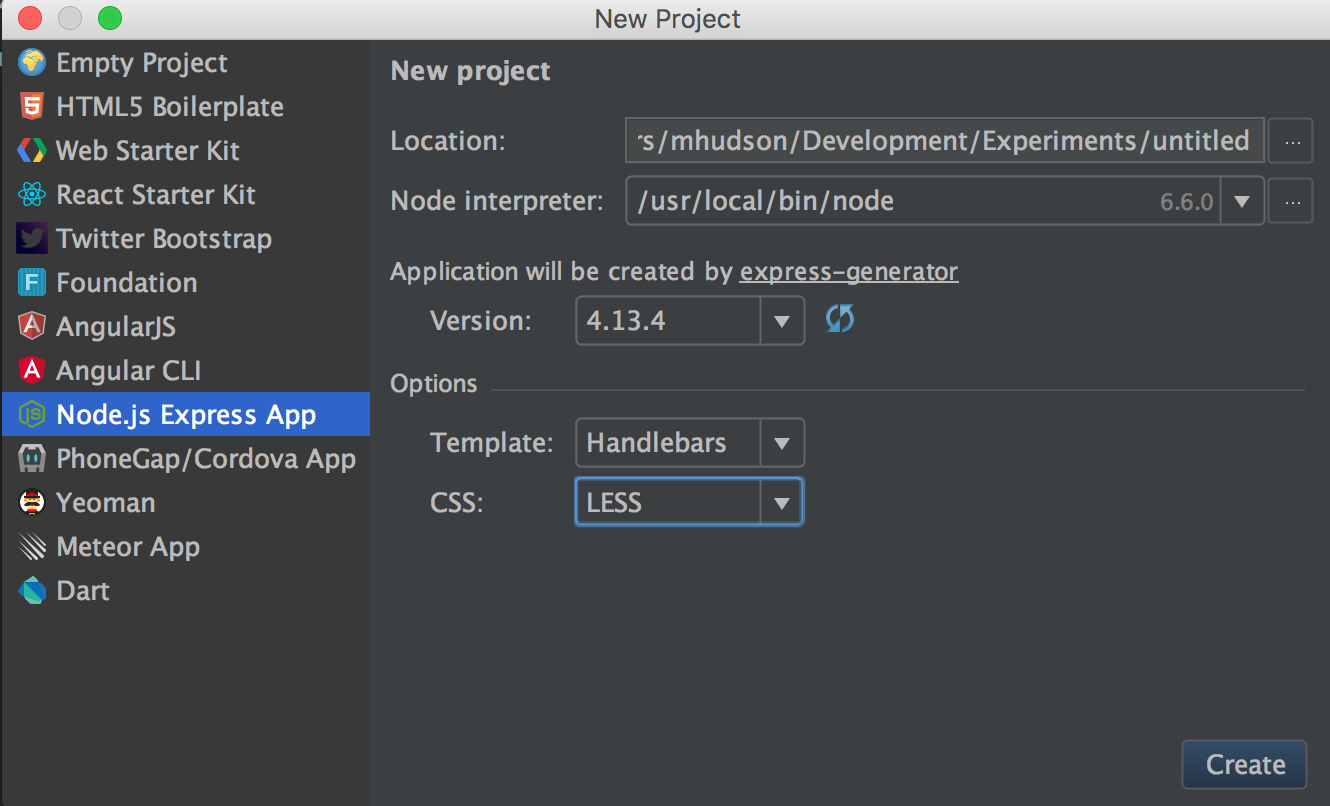 New Project
Empty Project
HTML5 Boilerplate
Web Starter Kit
React Starter Kit
Twitter Bootstrap
Foundation
AngularJS
Angular CLI
Node.js Express App
PhoneGap/Cordova App
Yeoman
Meteor App
Dart
New project
Location: rs/mhudson/Development/Experiments/untitled ...
Node interpreter: /usr/local/bin/node 6.6.0 ...
Application will be created by express-generator
Version: 4.13.4
Options
Template: Handlebars
CSS: LESS
Create